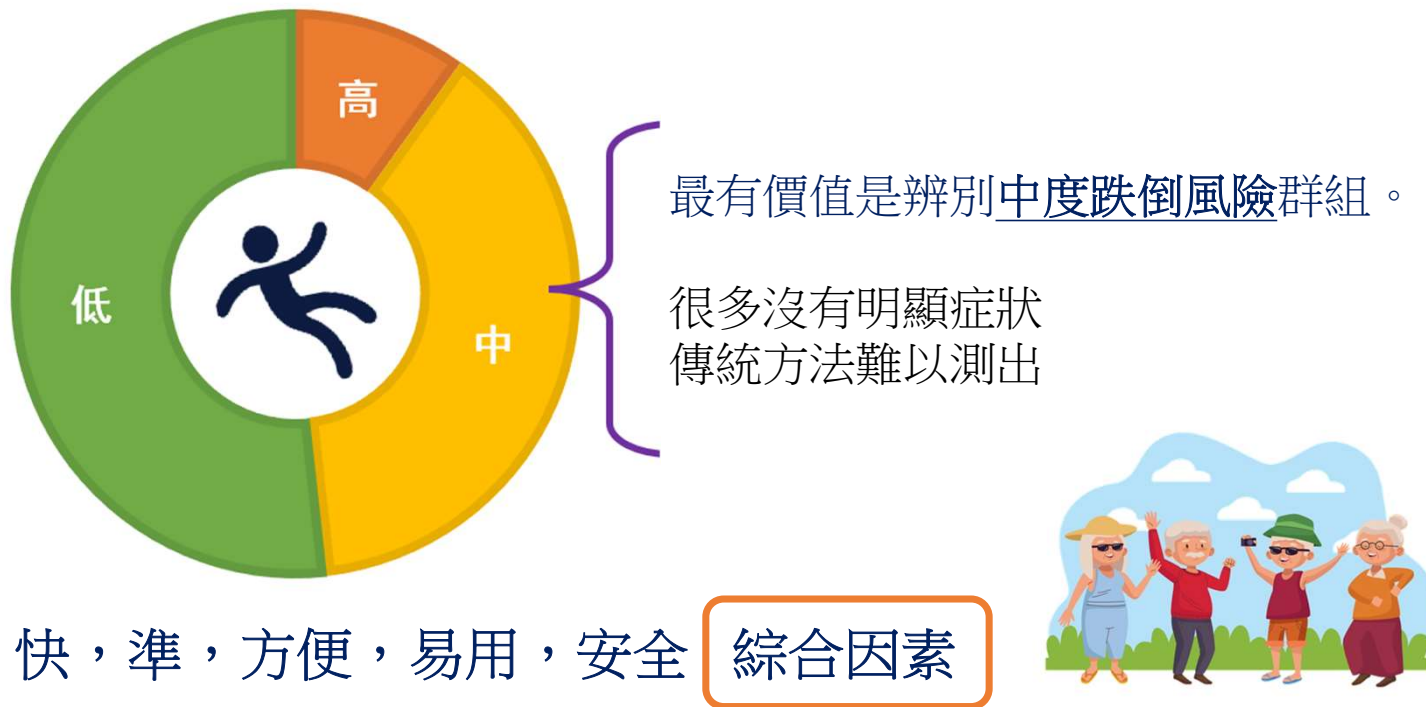 高
低
中
最有價值是辨別中度跌倒風險群組。
很多沒有明顯症狀
傳統方法難以測出
快，準，方便，易用，安全 綜合因素